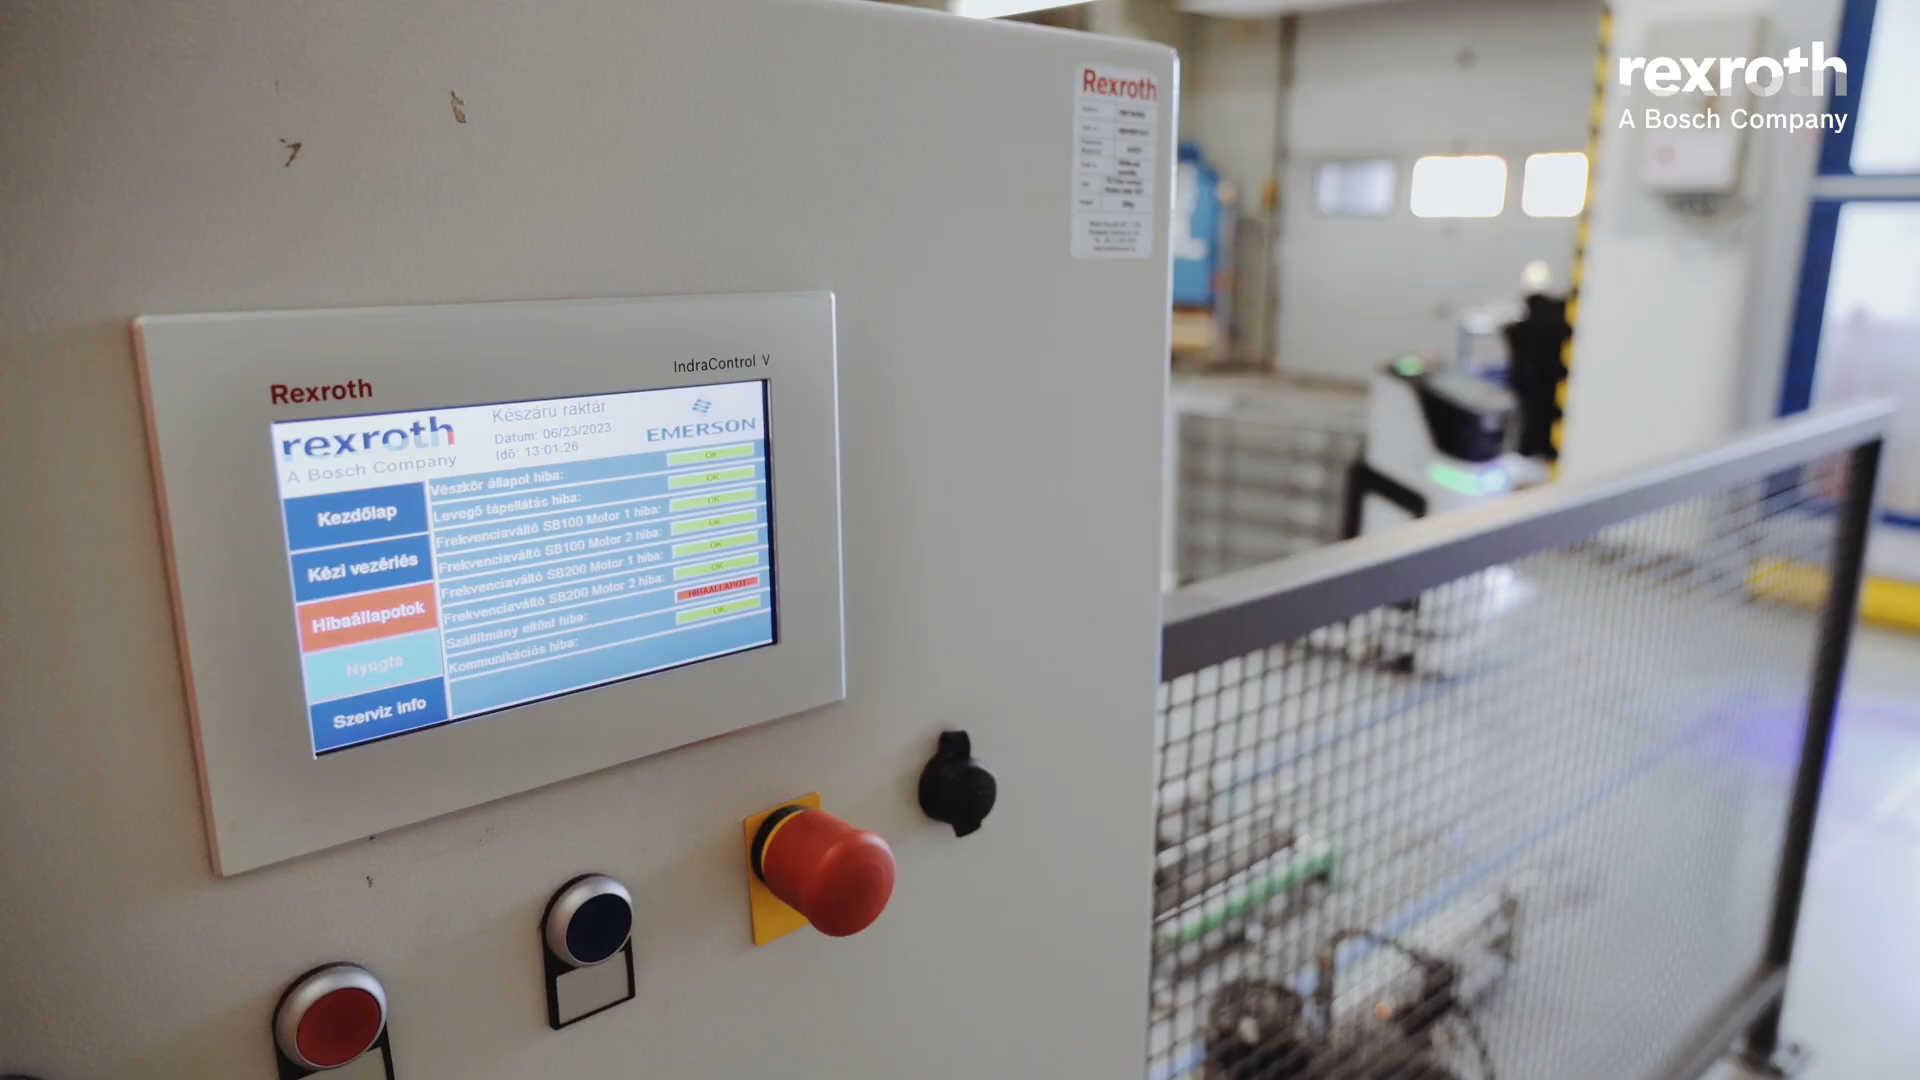 rexroth
A Bosch Company
Rexroth
Rexroth
IndraControl V
rexroth
A Bosch Company
Készáru raktár
Dátum: 06/23/2023
Idő: 13:01:26
EMERSON
Kezdőlap
Kézi vezérlés
Hibaállapotok
Nyugta
Szerviz info
Vészkör állapot hiba: OK
Levegő tápellátás hiba: OK
Frekvenciaváltó SB100 Motor 1 hiba: OK
Frekvenciaváltó SB100 Motor 2 hiba: OK
Frekvenciaváltó SB200 Motor 1 hiba: OK
Frekvenciaváltó SB200 Motor 2 hiba: OK
Szállítmány eltűnt hiba: HIBAÁLLAPOT
Kommunikációs hiba: OK